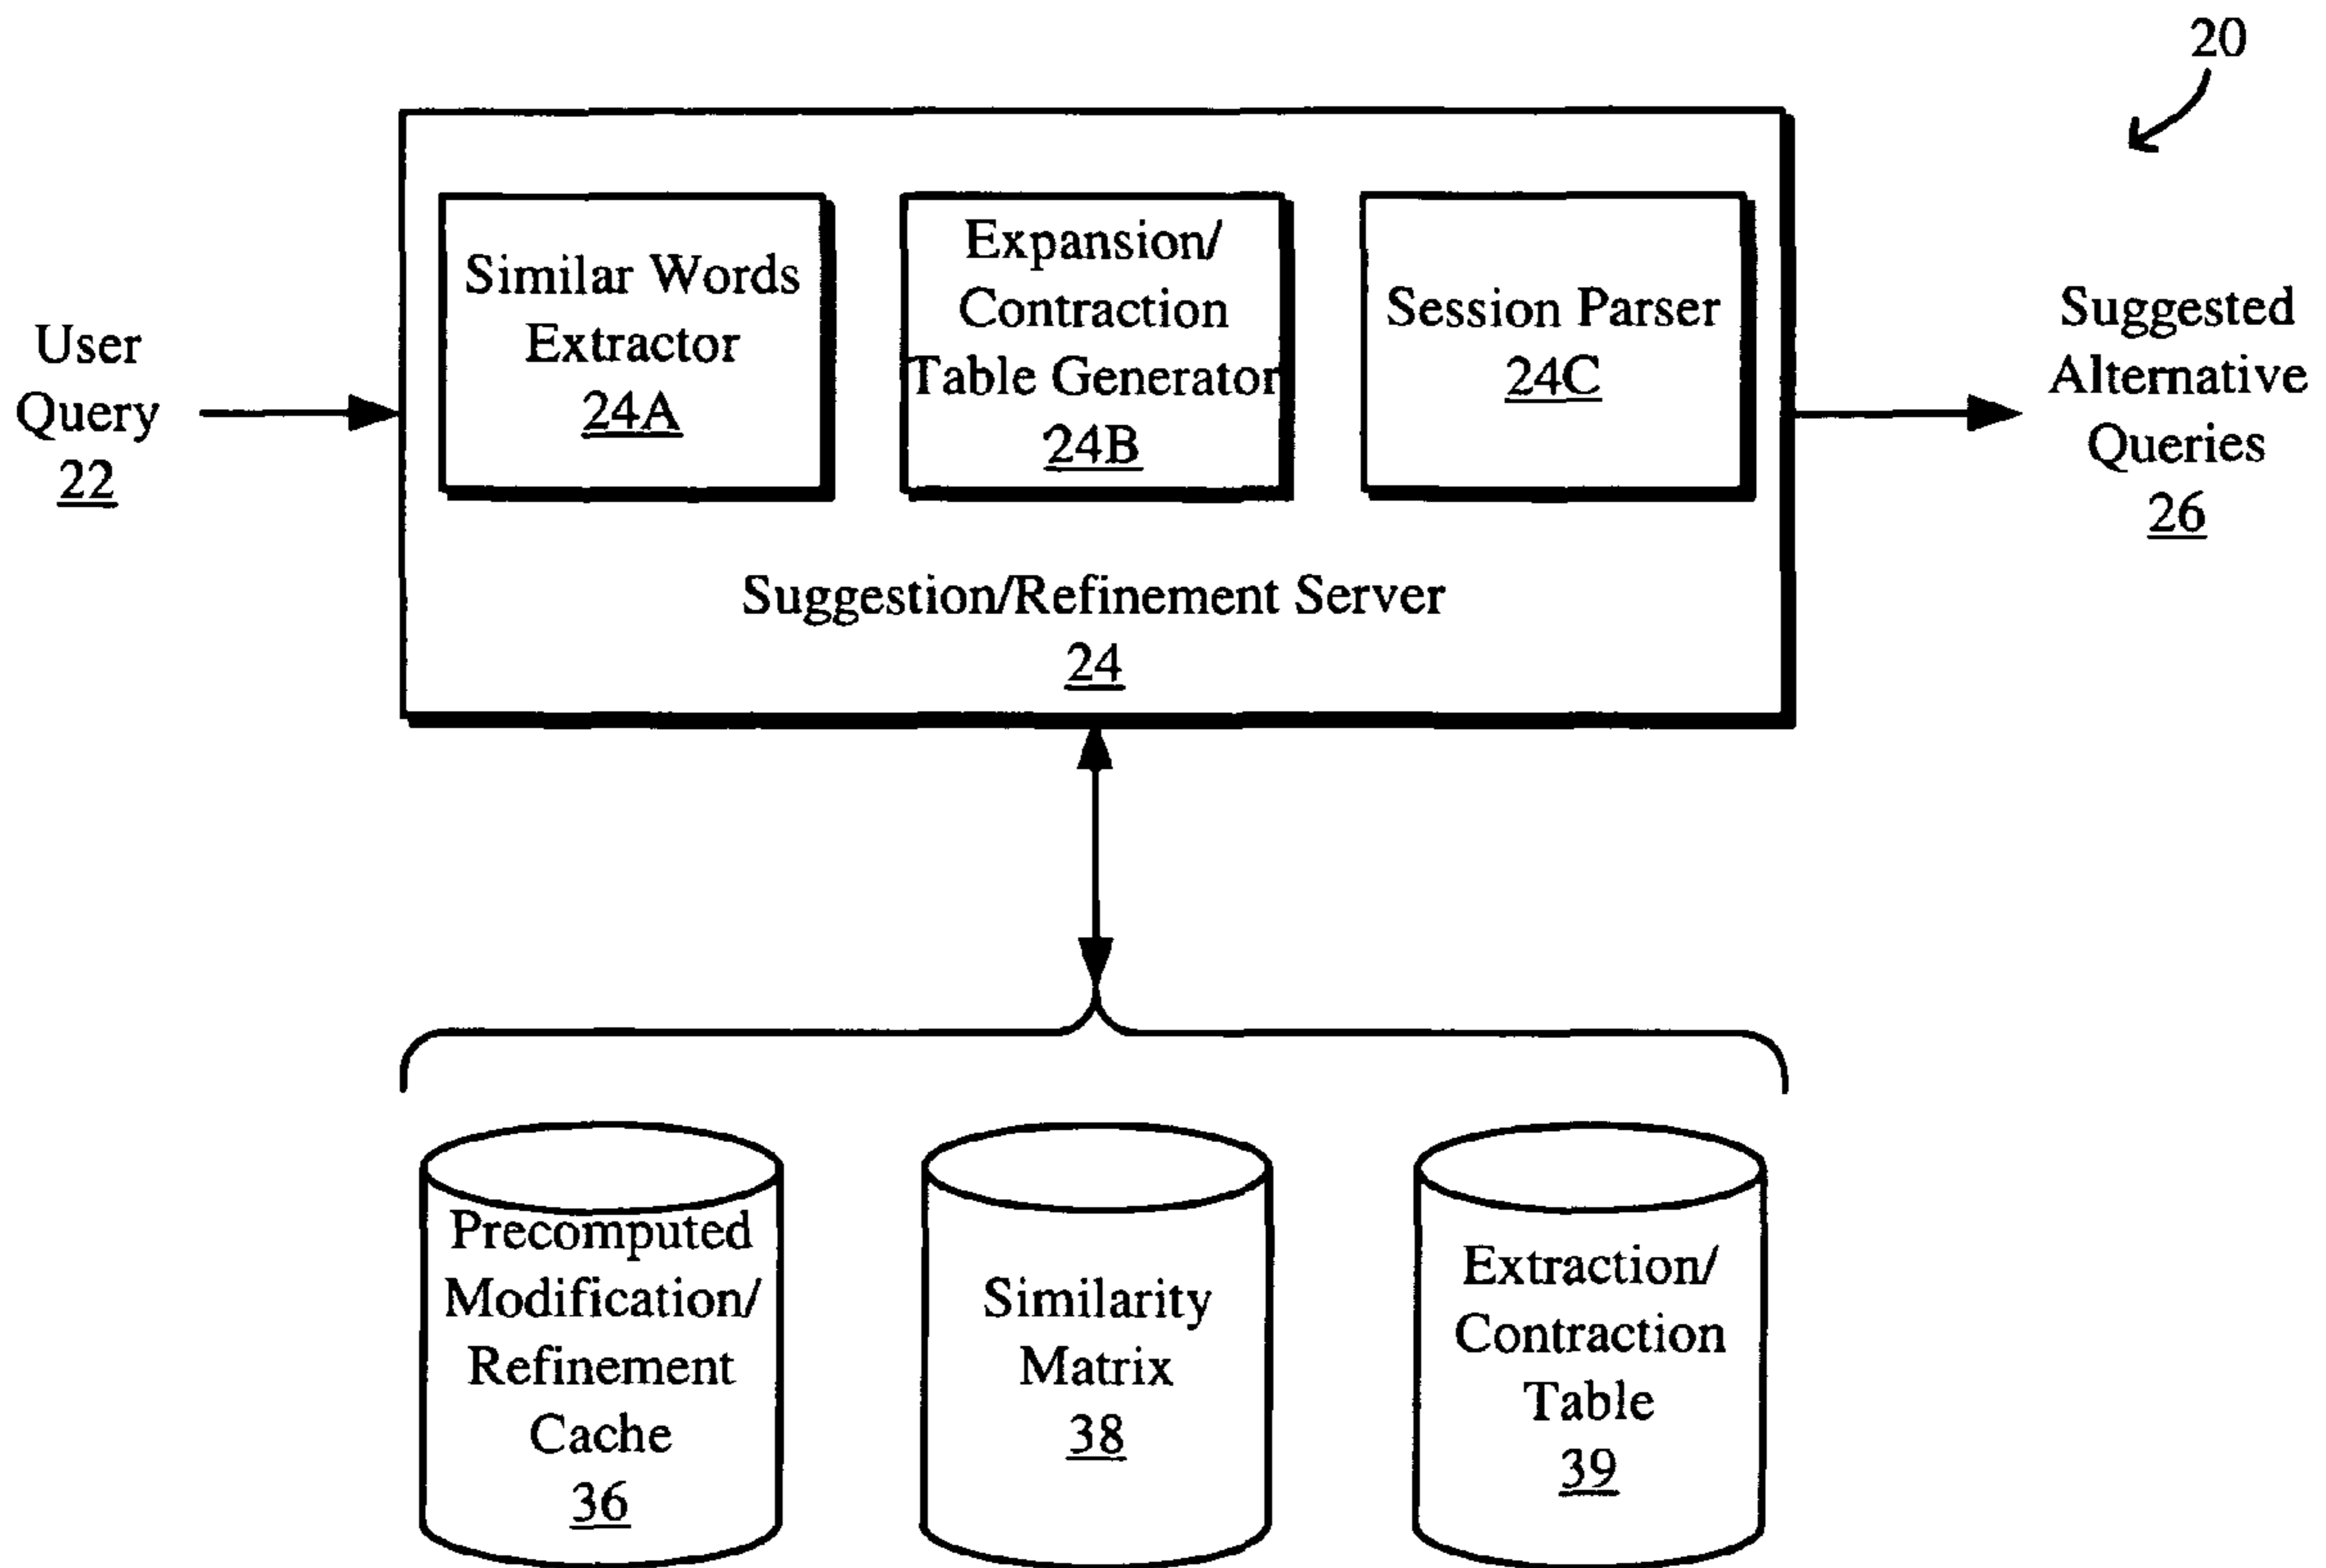 20
User
Query
22
Similar Words
Extractor
24A
Expansion/
Contraction
Table Generator
24B
Session Parser
24C
Suggestion/Refinement Server
24
Suggested
Alternative
Queries
26
Precomputed
Modification/
Refinement
Cache
36
Similarity
Matrix
38
Extraction/
Contraction
Table
39